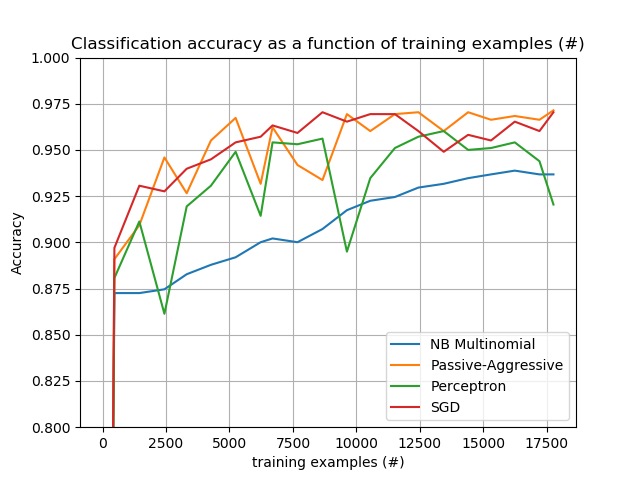 Classification accuracy as a function of training examples (#)
1.000
0.975
0.950
0.925
0.900
0.875
0.850
0.825
0.800
Accuracy
NB Multinomial
Passive-Aggressive
Perceptron
SGD
0 2500 5000 7500 10000 12500 15000 17500
training examples (#)